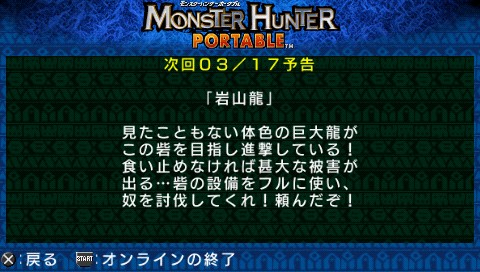 モンスターハンターポータブル
MONSTER HUNTER
PORTABLE™
次回03/17予告
「岩山龍」
見たこともない体色の巨大龍が
この砦を目指し進撃している！
食い止めなければ甚大な被害が
出る…砦の設備をフルに使い、
奴を討伐してくれ！頼んだぞ！
×:戻る START:オンラインの終了